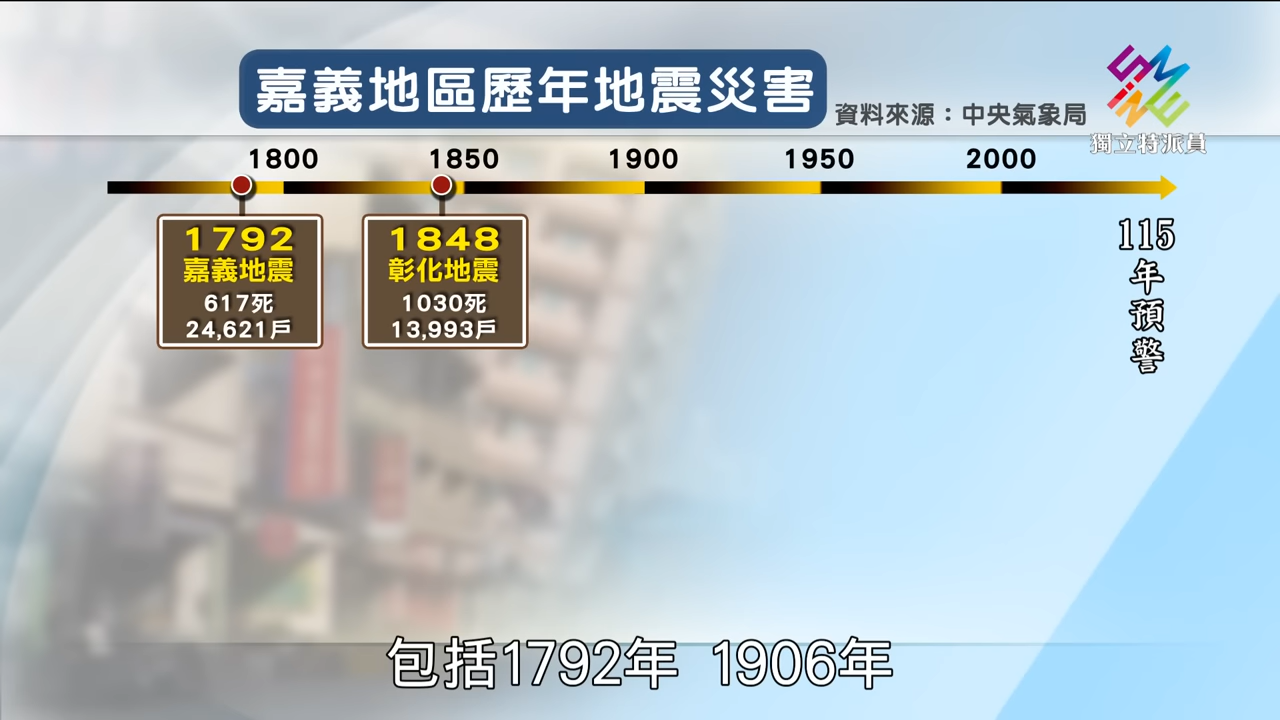 嘉義地區歷年地震災害
資料來源：中央氣象局
獨立特派員
1800 1850 1900 1950 2000
1792
嘉義地震
617死
24,621戶
1848
彰化地震
1030死
13,993戶
115年預警
包括1792年 1906年